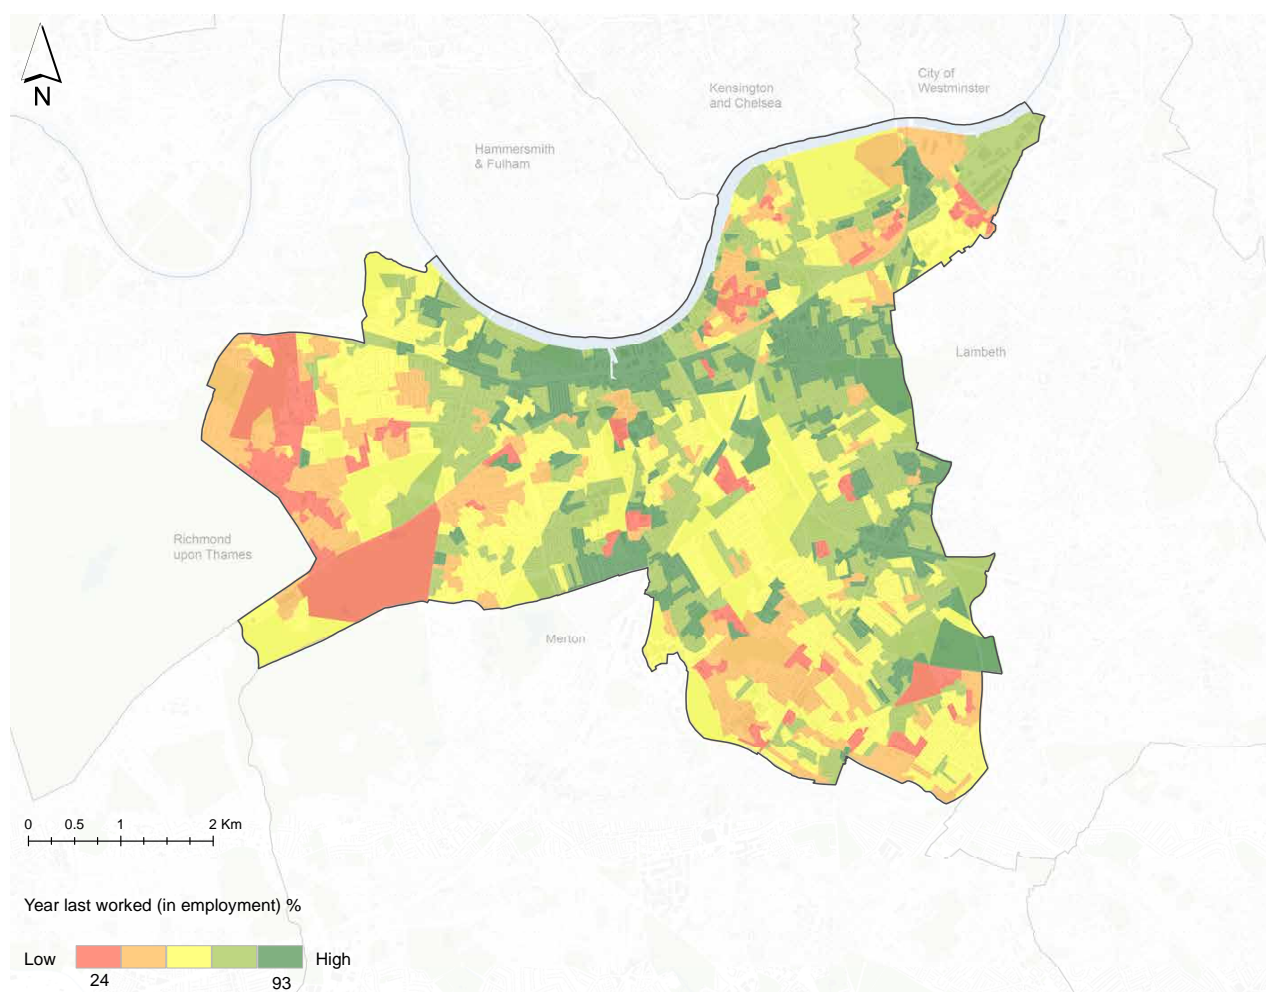 N
City of
Westminster
Kensington
and Chelsea
Hammersmith
& Fulham
Lambeth
Richmond
upon Thames
Merton
0 0.5 1 2 Km
Year last worked (in employment) %
Low High
24 93